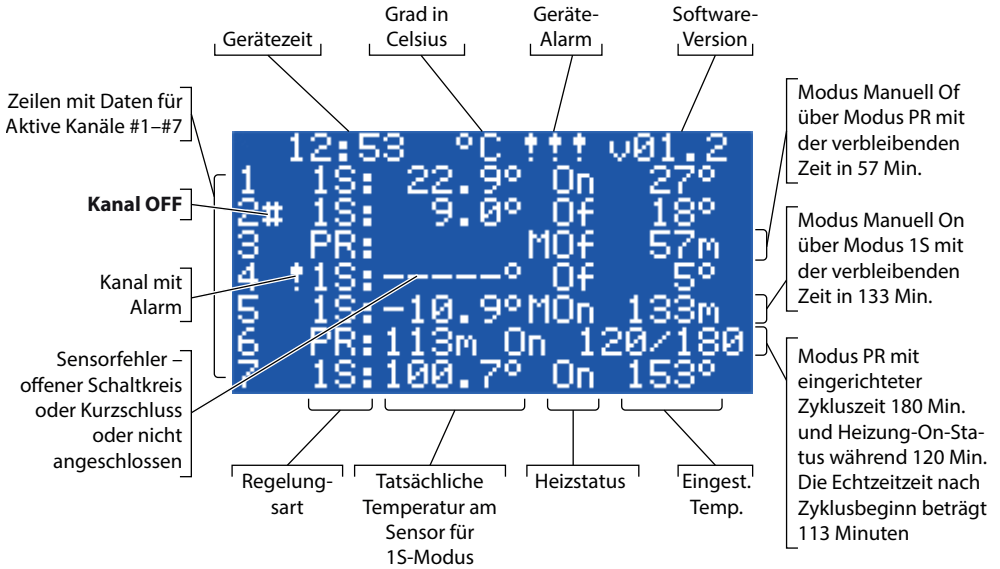 Gerätezeit
Grad in
Celsius
Geräte-
Alarm
Software-
Version
Zeilen mit Daten für
Aktive Kanäle #1–#7
Kanal OFF
Kanal mit
Alarm
Sensorfehler –
offener Schaltkreis
oder Kurzschluss
oder nicht
angeschlossen
12:53 °C !!! v01.2
1 1S: 22.9° On 27°
2# 1S: 9.0° Of 18°
3 PR: MOf 57m
4 !1S:-----° Of 5°
5 1S:-10.9°MOn 133m
6 PR:113m On 120/180
7 1S:100.7° On 153°
Modus Manuell Of
über Modus PR mit
der verbleibenden
Zeit in 57 Min.
Modus Manuell On
über Modus 1S mit
der verbleibenden
Zeit in 133 Min.
Modus PR mit
eingerichteter
Zykluszeit 180 Min.
und Heizung-On-Sta-
tus während 120 Min.
Die Echtzeitzeit nach
Zyklusbeginn beträgt
113 Minuten
Regelung-
sart
Tatsächliche
Temperatur am
Sensor für
1S-Modus
Heizstatus
Eingest.
Temp.